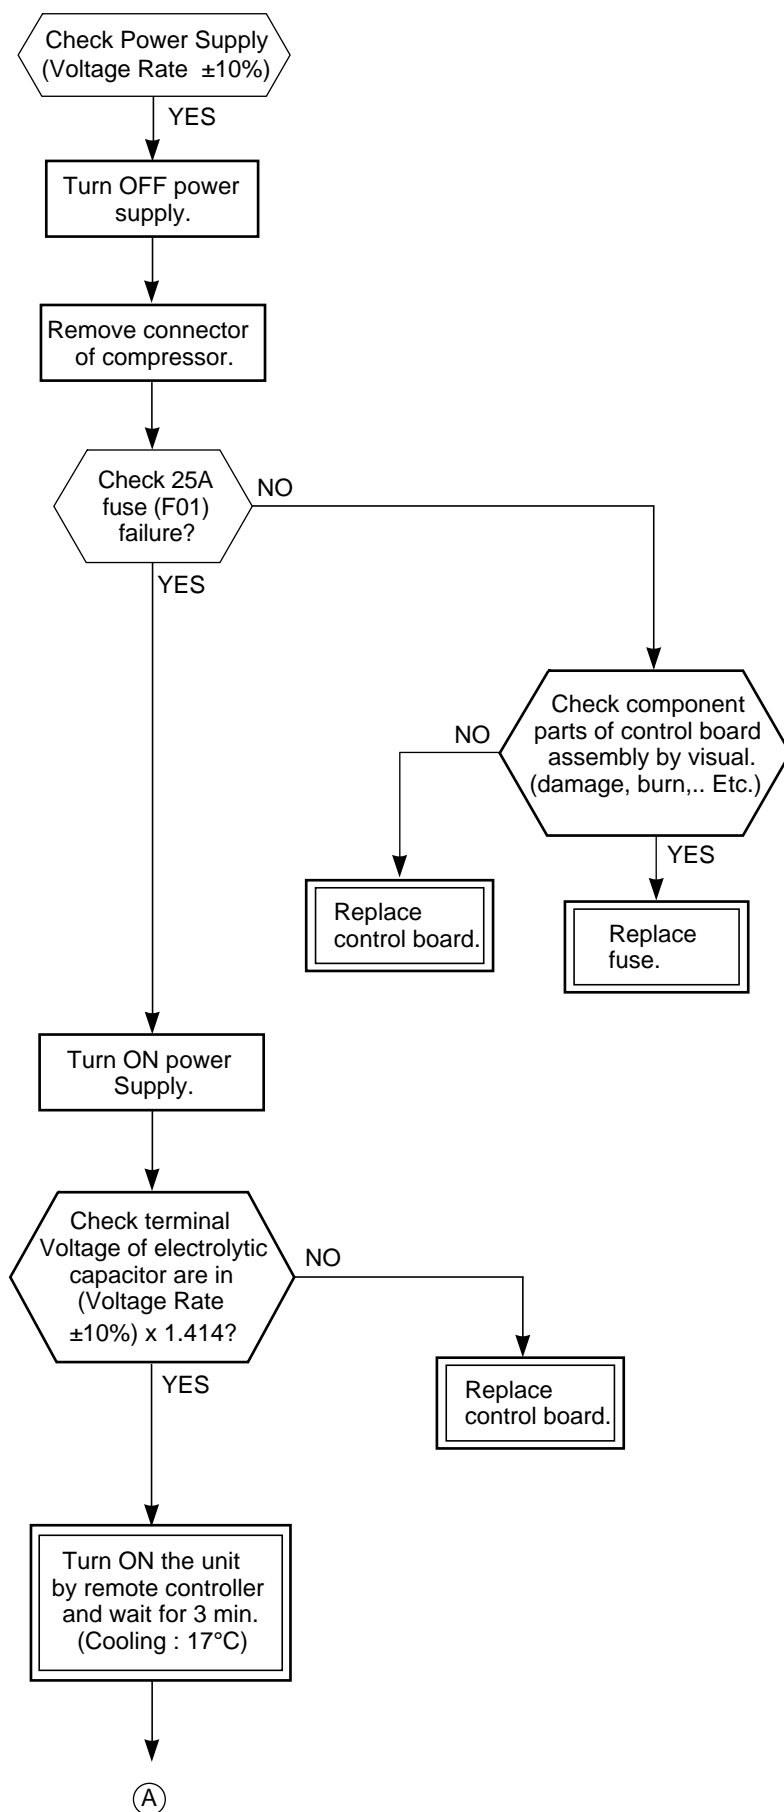 Check Power Supply
(Voltage Rate ±10%)
YES
Turn OFF power
supply.
Remove connector
of compressor.
Check 25A
fuse (F01)
failure?
NO
YES
Check component
parts of control board
assembly by visual.
(damage, burn,.. Etc.)
NO
YES
Replace
control board.
Replace
fuse.
Turn ON power
Supply.
Check terminal
Voltage of electrolytic
capacitor are in
(Voltage Rate
±10%) x 1.414?
NO
YES
Replace
control board.
Turn ON the unit
by remote controller
and wait for 3 min.
(Cooling : 17°C)
A